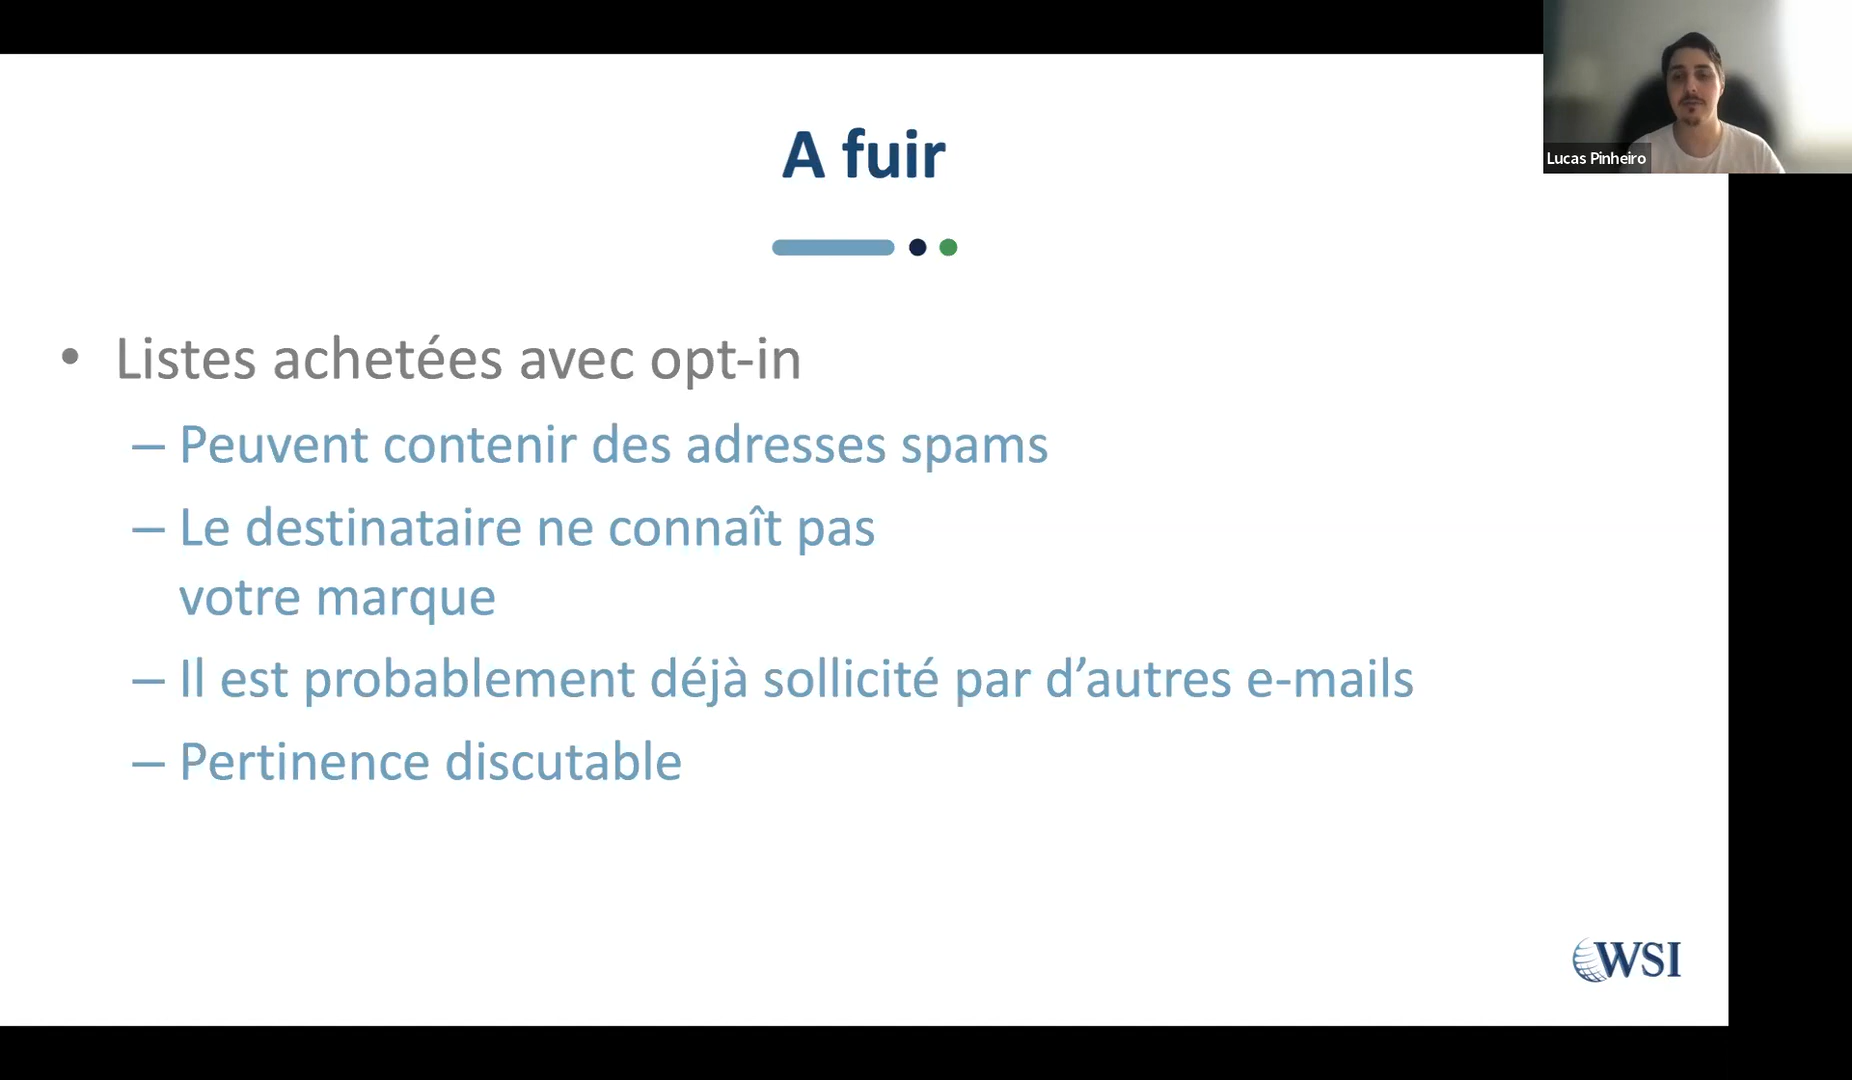 A fuir
Lucas Pinheiro
• Listes achetées avec opt-in
– Peuvent contenir des adresses spams
– Le destinataire ne connaît pas
votre marque
– Il est probablement déjà sollicité par d’autres e-mails
– Pertinence discutable
WSI